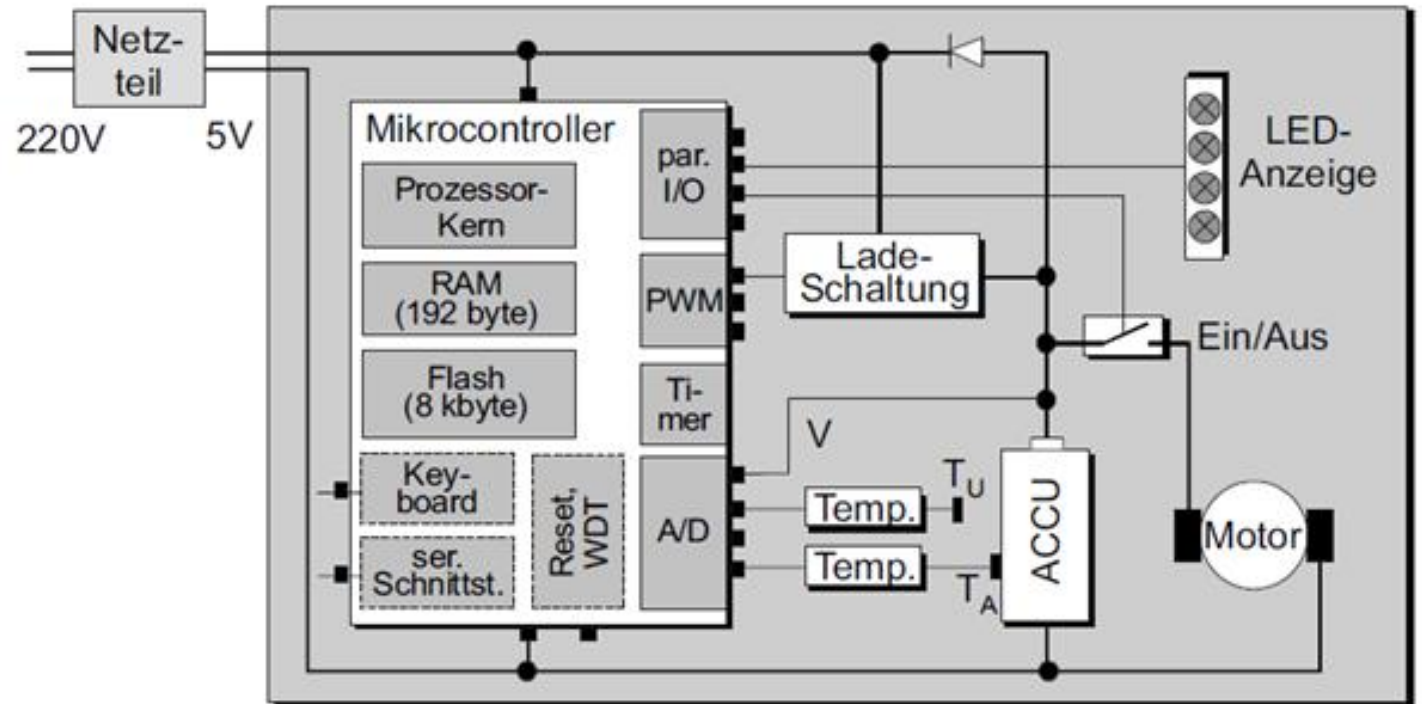 Netz-
teil
220V
5V
Mikrocontroller
Prozessor-
Kern
RAM
(192 byte)
Flash
(8 kbyte)
Key-
board
ser.
Schnittst.
Reset,
WDT
par.
I/O
PWM
Ti-
mer
A/D
Lade-
Schaltung
LED-
Anzeige
Ein/Aus
V
Temp.
TU
Temp.
TA
ACCU
Motor